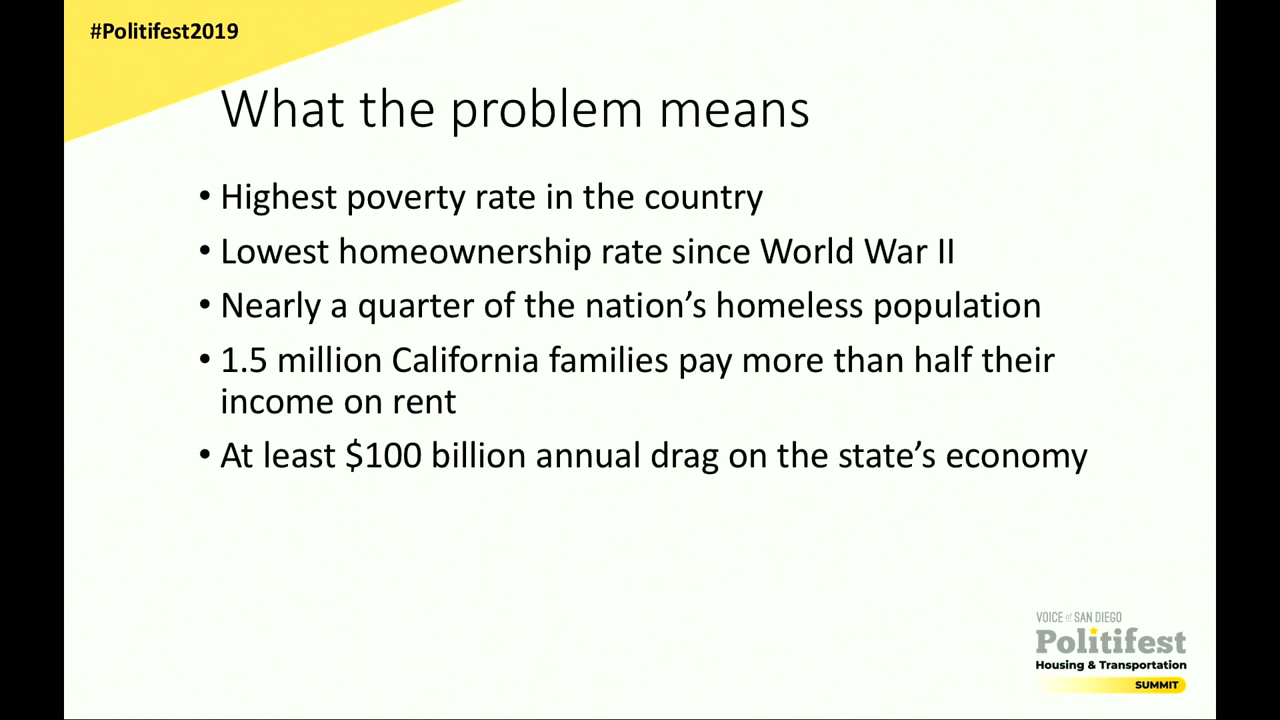 #Politifest2019
What the problem means
• Highest poverty rate in the country
• Lowest homeownership rate since World War II
• Nearly a quarter of the nation’s homeless population
• 1.5 million California families pay more than half their
income on rent
• At least $100 billion annual drag on the state’s economy
VOICE of SAN DIEGO
Politifest
Housing & Transportation
SUMMIT